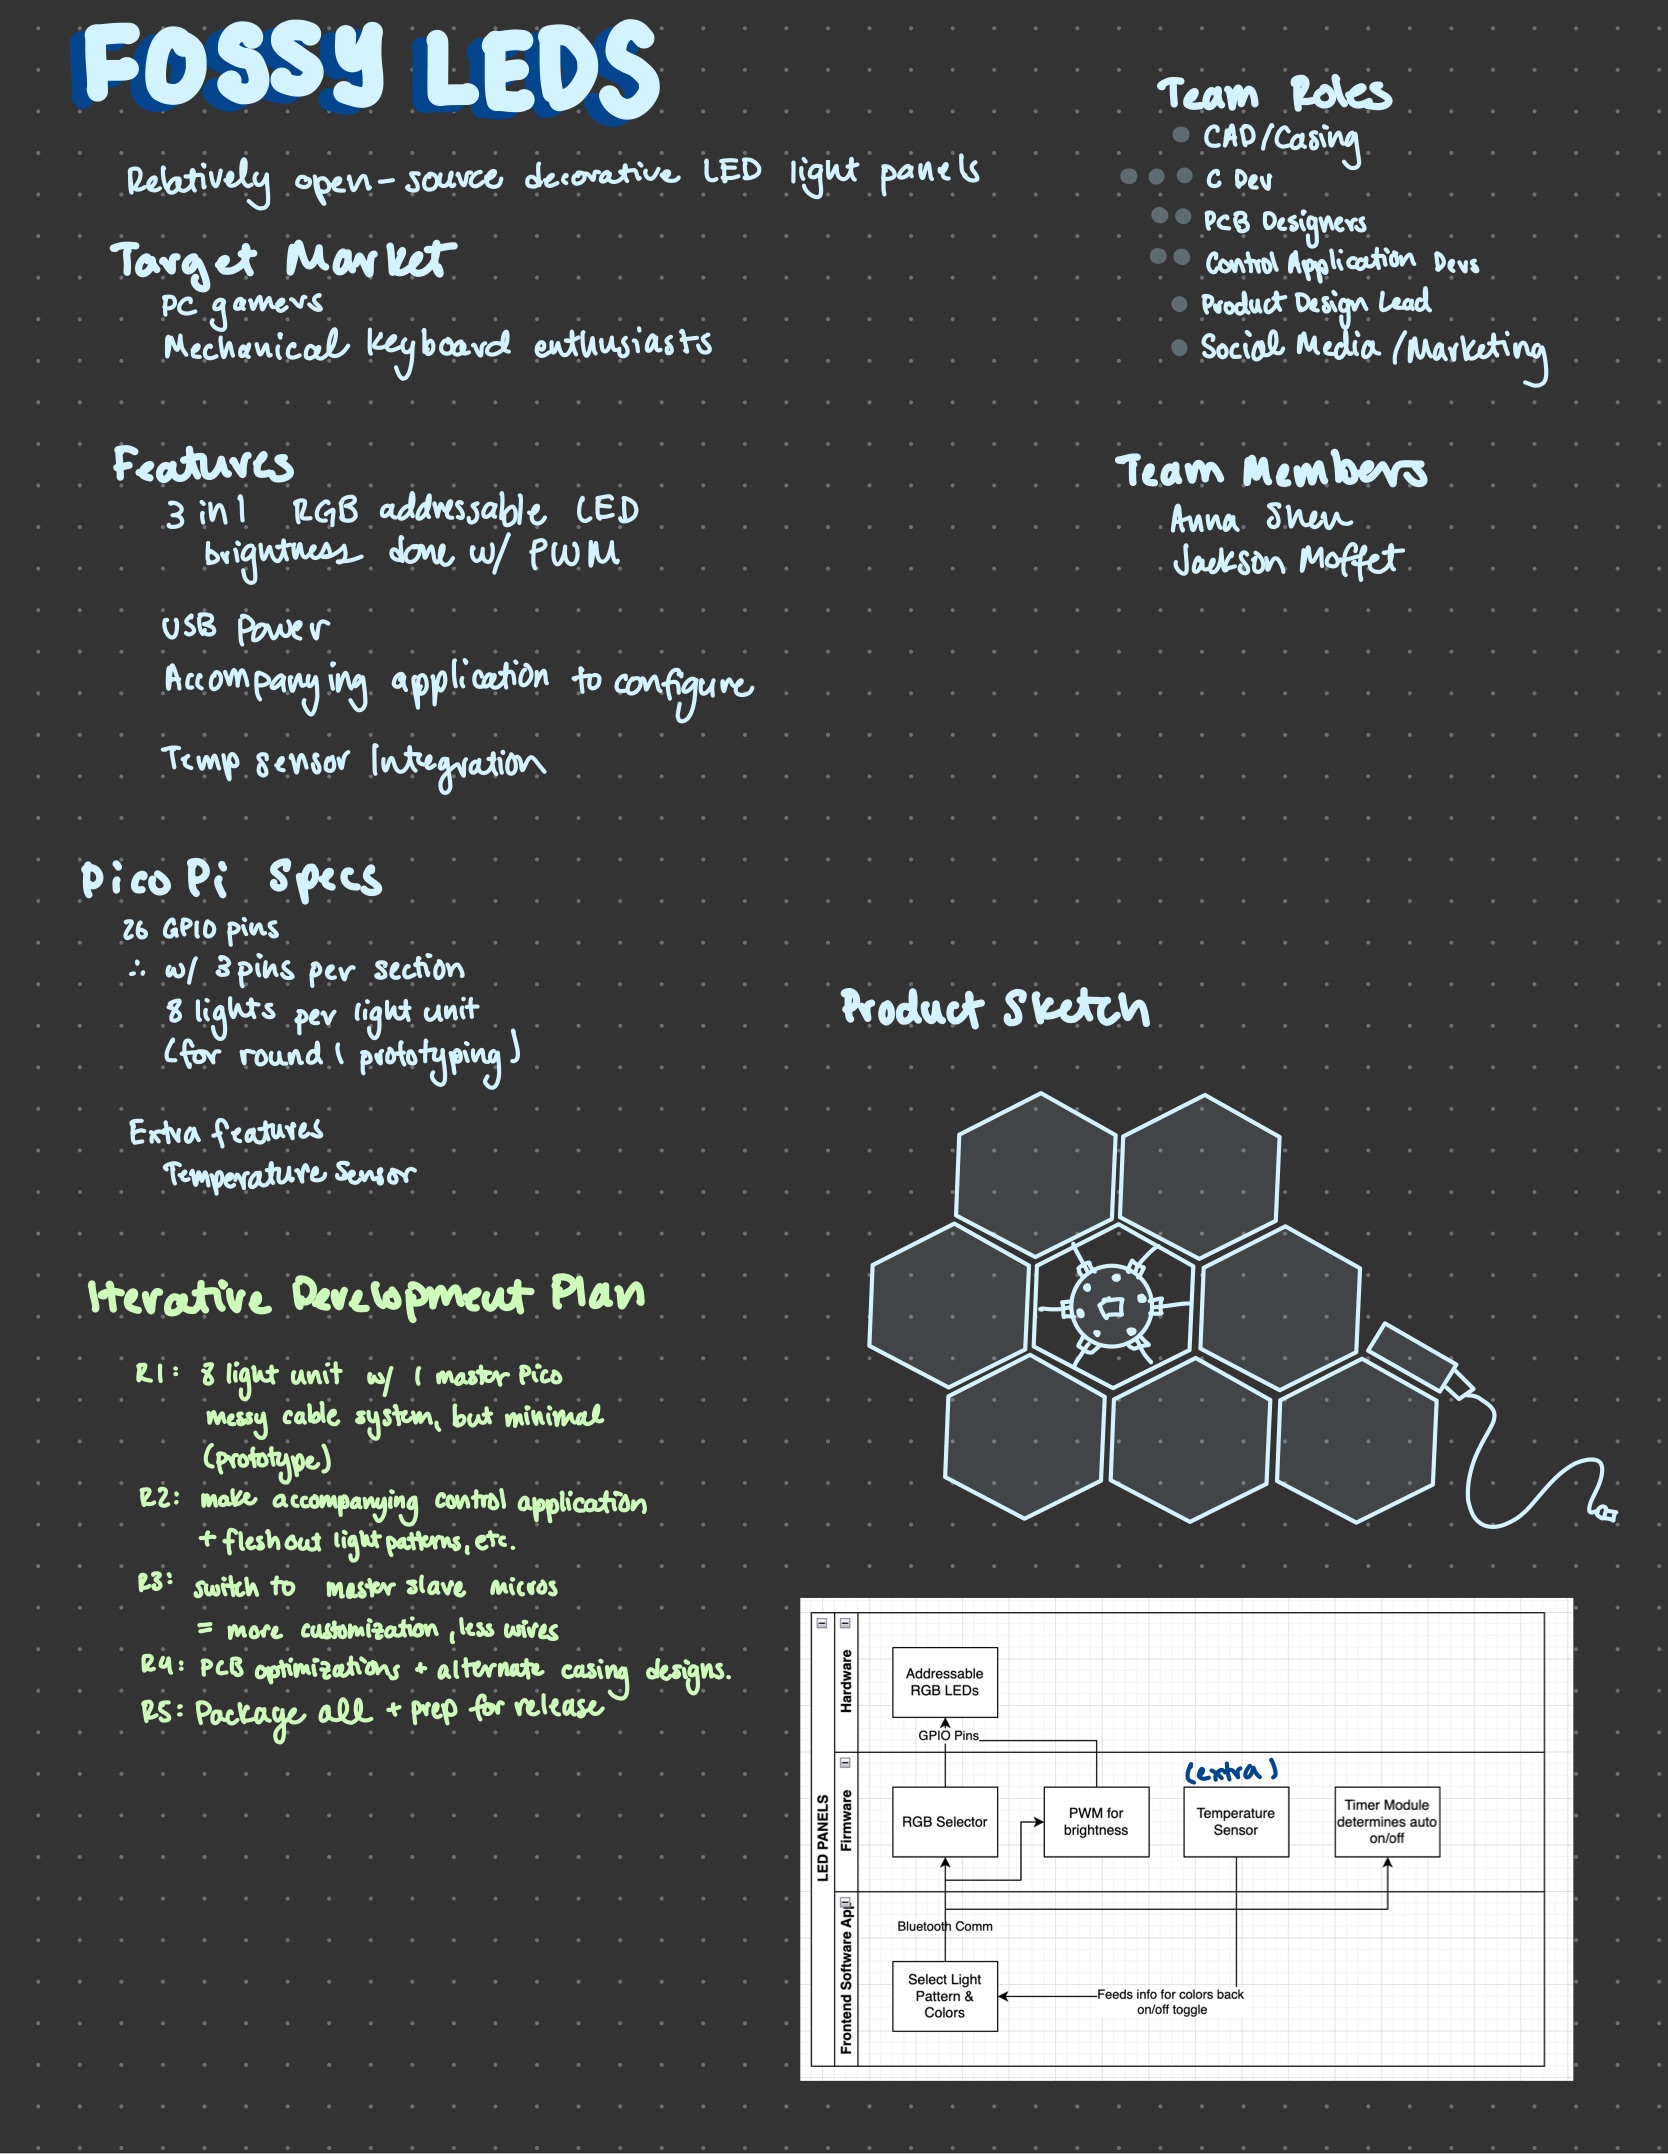 FOSSY LEDS
Relatively open-source decorative LED light panels
Target Market
PC gamers
Mechanical keyboard enthusiasts
Features
3 in 1 RGB addressable LED
brightness done w/ PWM
USB Power
Accompanying application to configure
Temp sensor Integration
Pico Pi Specs
26 GPIO pins
∴ w/ 3 pins per section
8 lights per light unit
(for round 1 prototyping)
Extra features
Temperature Sensor
Iterative Development Plan
R1: 8 light unit w/ 1 master Pico
messy cable system, but minimal
(prototype)
R2: make accompanying control application
+ flesh out light patterns, etc.
R3: switch to master slave micros
= more customization, less wires
R4: PCB optimizations + alternate casing designs.
R5: Package all + prep for release
Team Roles
CAD/Casing
C Dev
PCB Designers
Control Application Devs
Product Design Lead
Social Media/Marketing
Team Members
Anna Shen
Jackson Moffet
Product Sketch
LED PANELS
Hardware
Addressable
RGB LEDs
GPIO Pins
Firmware
RGB Selector
PWM for
brightness
(extra)
Temperature
Sensor
Timer Module
determines auto
on/off
Frontend Software App
Bluetooth Comm
Select Light
Pattern &
Colors
Feeds info for colors back
on/off toggle